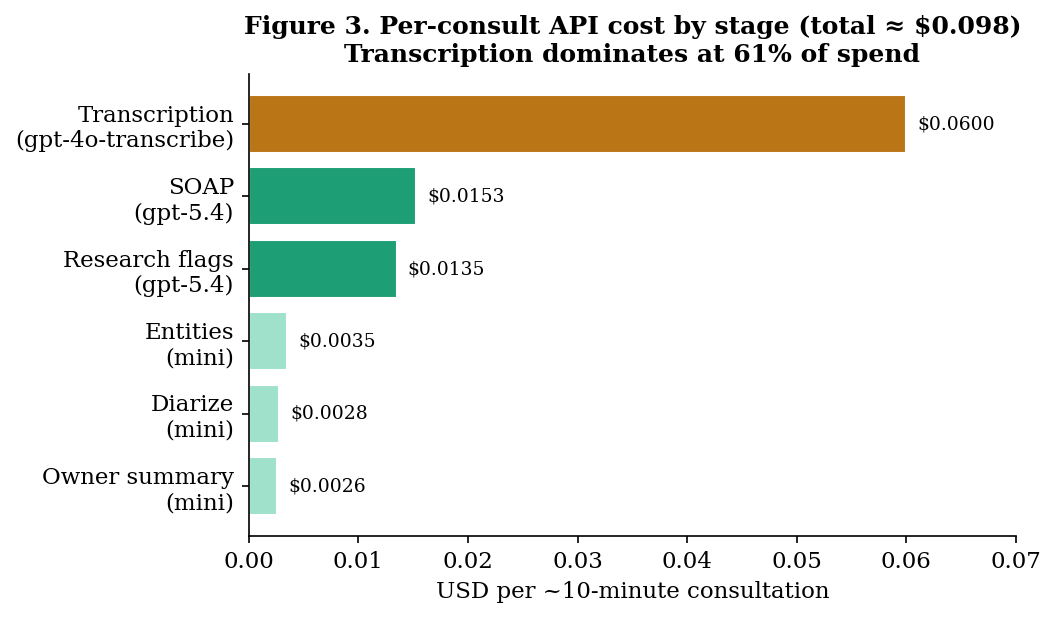 Figure 3. Per-consult API cost by stage (total ≈ $0.098)
Transcription dominates at 61% of spend
Transcription
(gpt-4o-transcribe)
$0.0600
SOAP
(gpt-5.4)
$0.0153
Research flags
(gpt-5.4)
$0.0135
Entities
(mini)
$0.0035
Diarize
(mini)
$0.0028
Owner summary
(mini)
$0.0026
0.00 0.01 0.02 0.03 0.04 0.05 0.06 0.07
USD per ~10-minute consultation